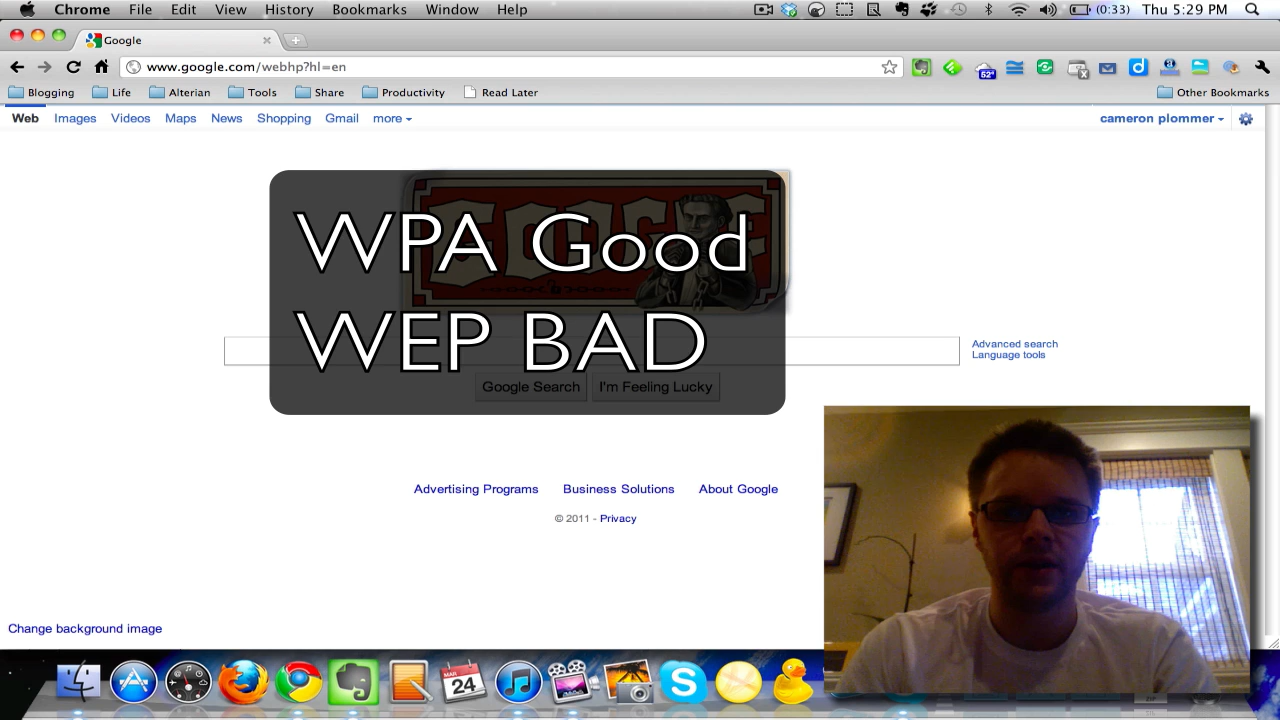 Chrome File Edit View History Bookmarks Window Help (0:33) Thu 5:29 PM
Google
www.google.com/webhp?hl=en 52°
Blogging Life Alterian Tools Share Productivity Read Later Other Bookmarks
Web Images Videos Maps News Shopping Gmail more cameron plommer
WPA Good
WEP BAD
Advanced search
Language tools
Google Search I'm Feeling Lucky
Advertising Programs Business Solutions About Google
© 2011 - Privacy
Change background image
MAR
24